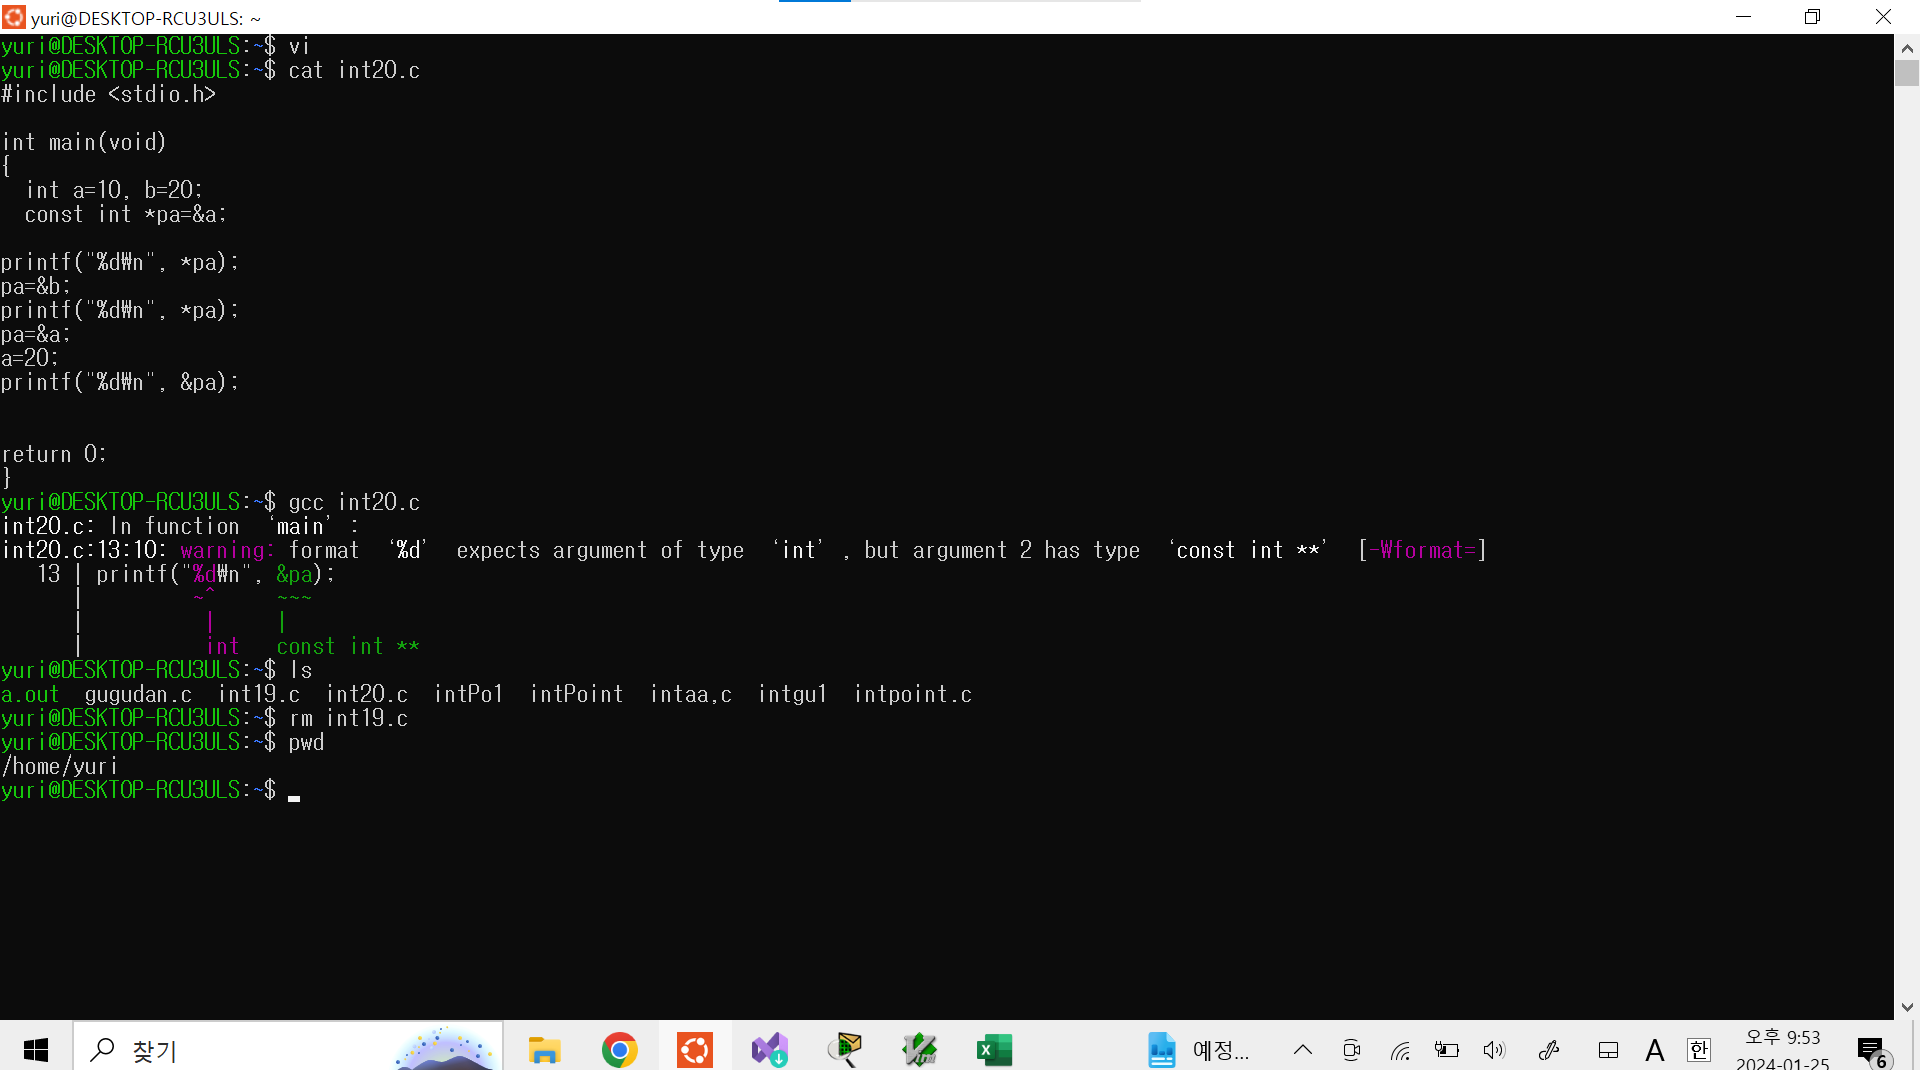 yuri@DESKTOP-RCU3ULS: ~
yuri@DESKTOP-RCU3ULS:~$ vi
yuri@DESKTOP-RCU3ULS:~$ cat int20.c
#include <stdio.h>
int main(void)
{
  int a=10, b=20;
  const int *pa=&a;
printf("%d₩n", *pa);
pa=&b;
printf("%d₩n", *pa);
pa=&a;
a=20;
printf("%d₩n", &pa);
return 0;
}
yuri@DESKTOP-RCU3ULS:~$ gcc int20.c
int20.c: In function ‘main’ :
int20.c:13:10: warning: format ‘%d’ expects argument of type ‘int’ , but argument 2 has type ‘const int **’ [-Wformat=]
   13 | printf("%d₩n", &pa);
      |         ~^     ~~~
      |          |     |
      |          int   const int **
yuri@DESKTOP-RCU3ULS:~$ ls
a.out  gugudan.c  int19.c  int20.c  intPo1  intPoint  intaa,c  intgu1  intpoint.c
yuri@DESKTOP-RCU3ULS:~$ rm int19.c
yuri@DESKTOP-RCU3ULS:~$ pwd
/home/yuri
yuri@DESKTOP-RCU3ULS:~$
찾기
예정...
A
한
오후 9:53
2024-01-25
6